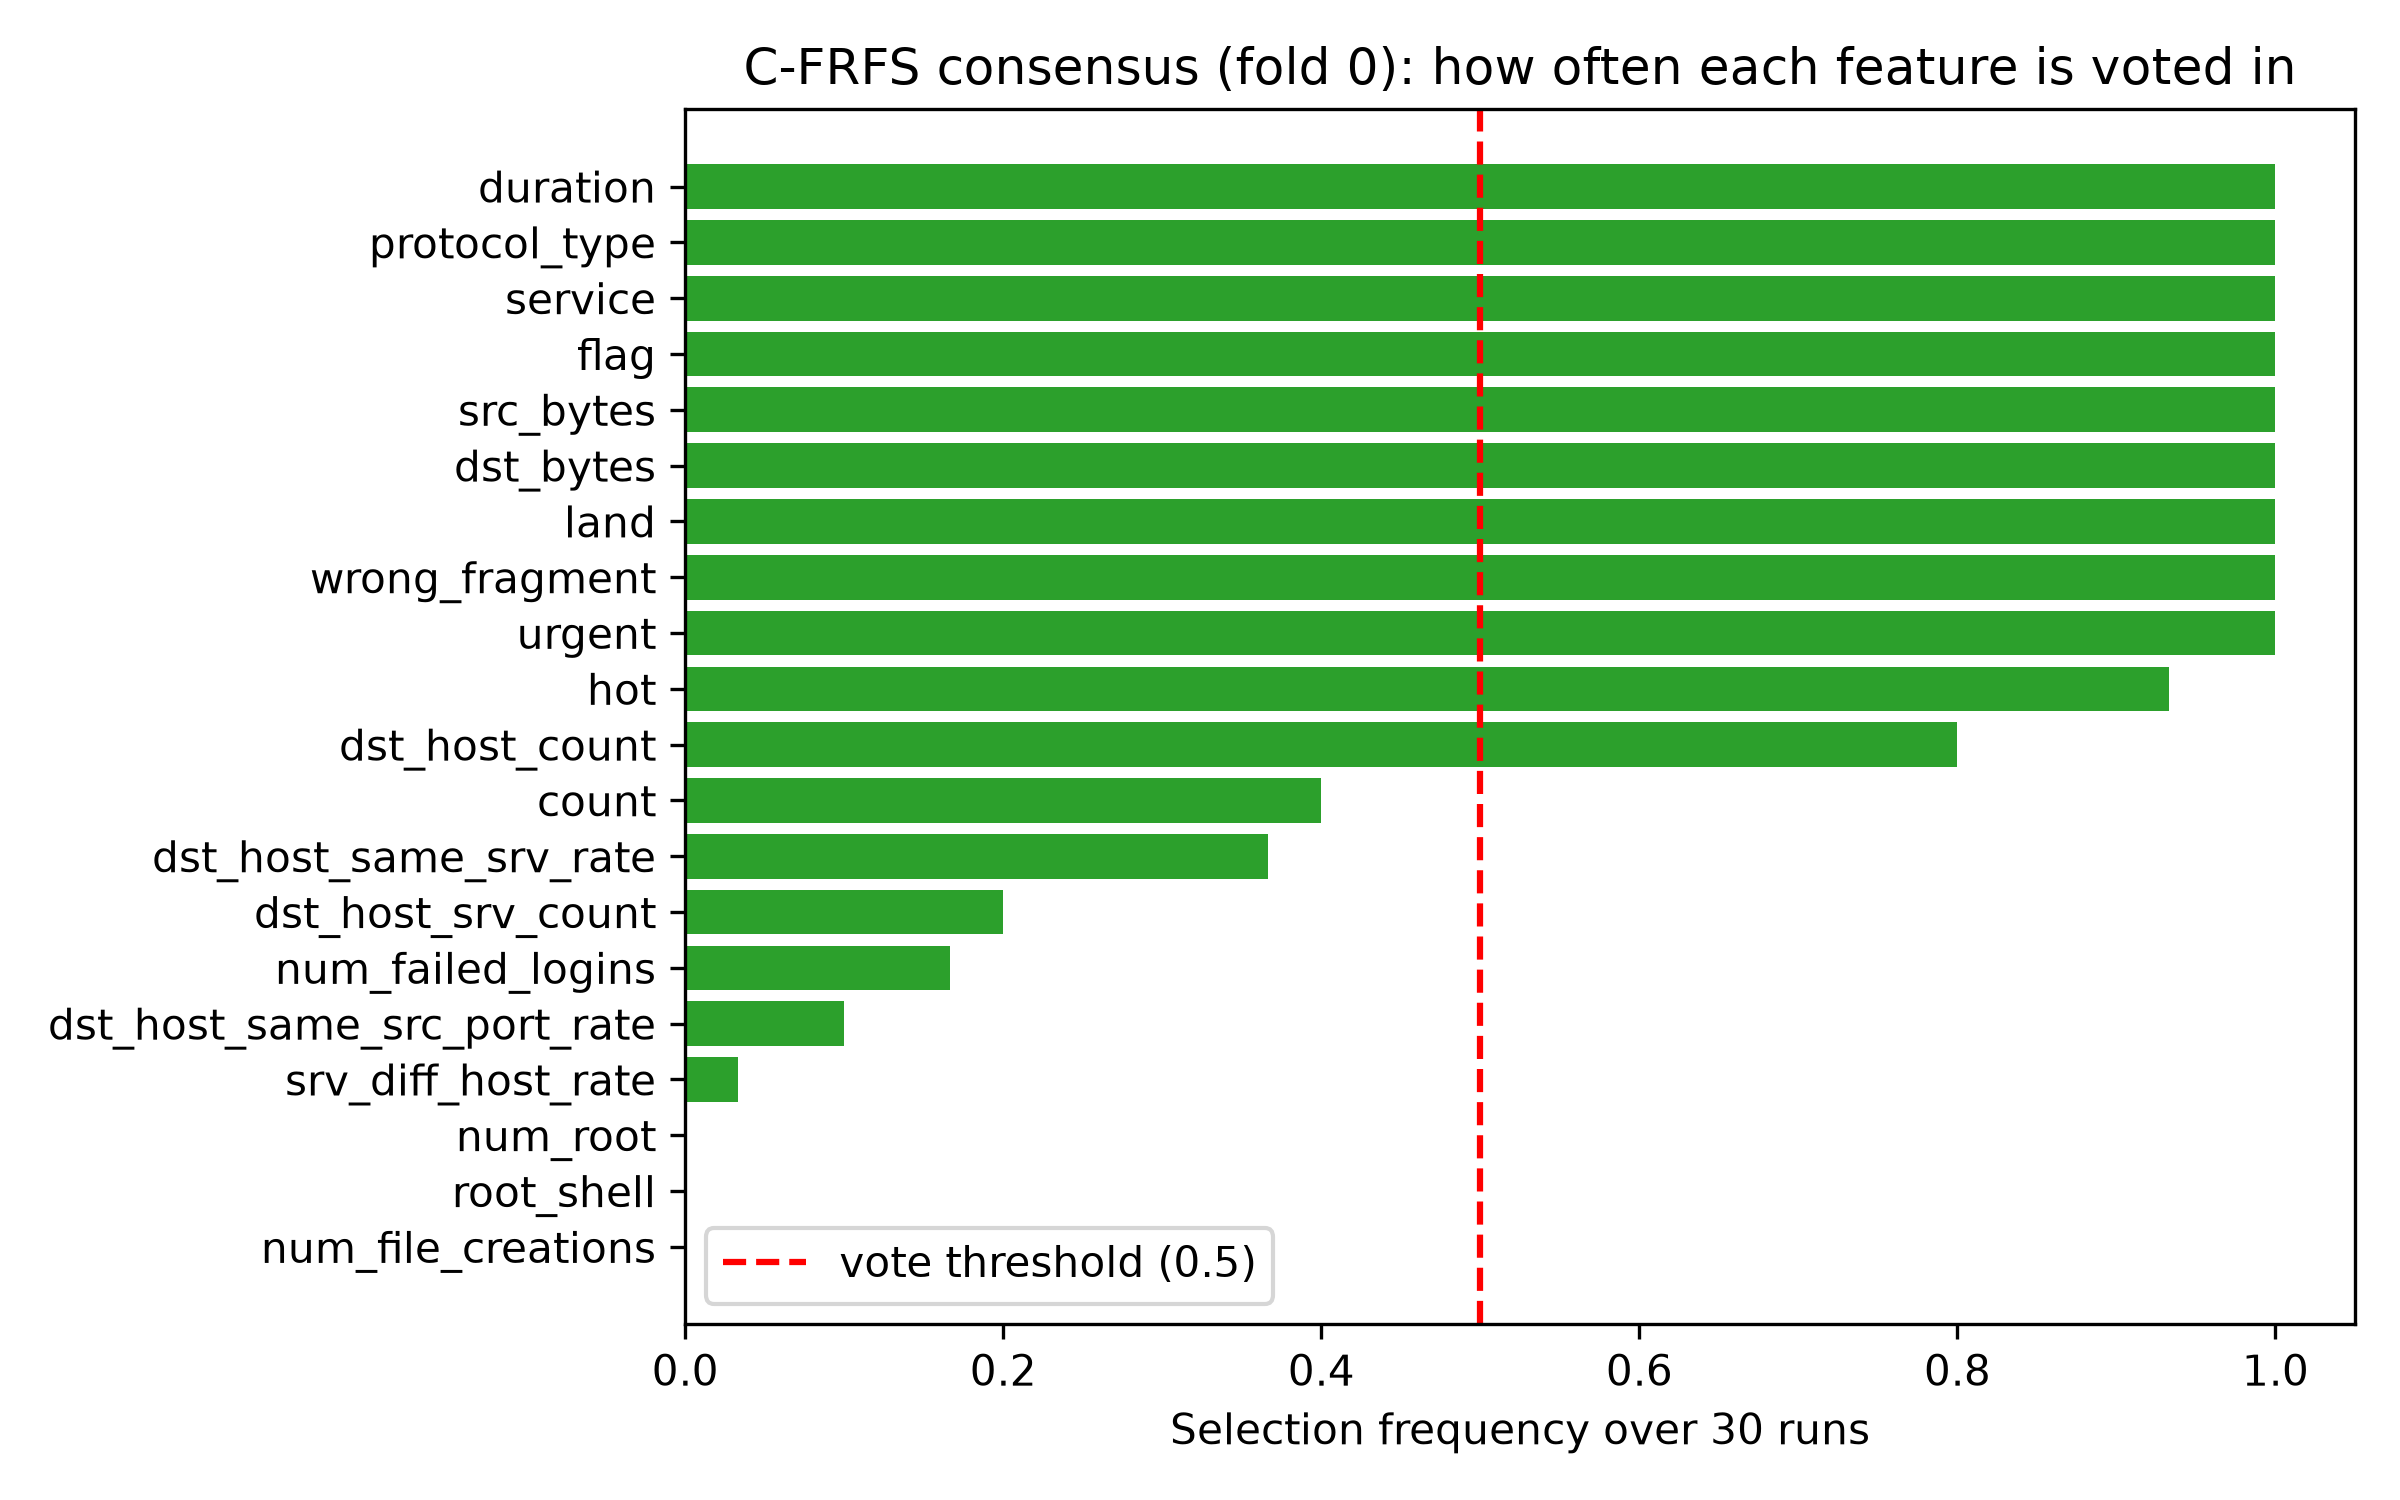 C-FRFS consensus (fold 0): how often each feature is voted in
duration
protocol_type
service
flag
src_bytes
dst_bytes
land
wrong_fragment
urgent
hot
dst_host_count
count
dst_host_same_srv_rate
dst_host_srv_count
num_failed_logins
dst_host_same_src_port_rate
srv_diff_host_rate
num_root
root_shell
num_file_creations
vote threshold (0.5)
0.0 0.2 0.4 0.6 0.8 1.0
Selection frequency over 30 runs